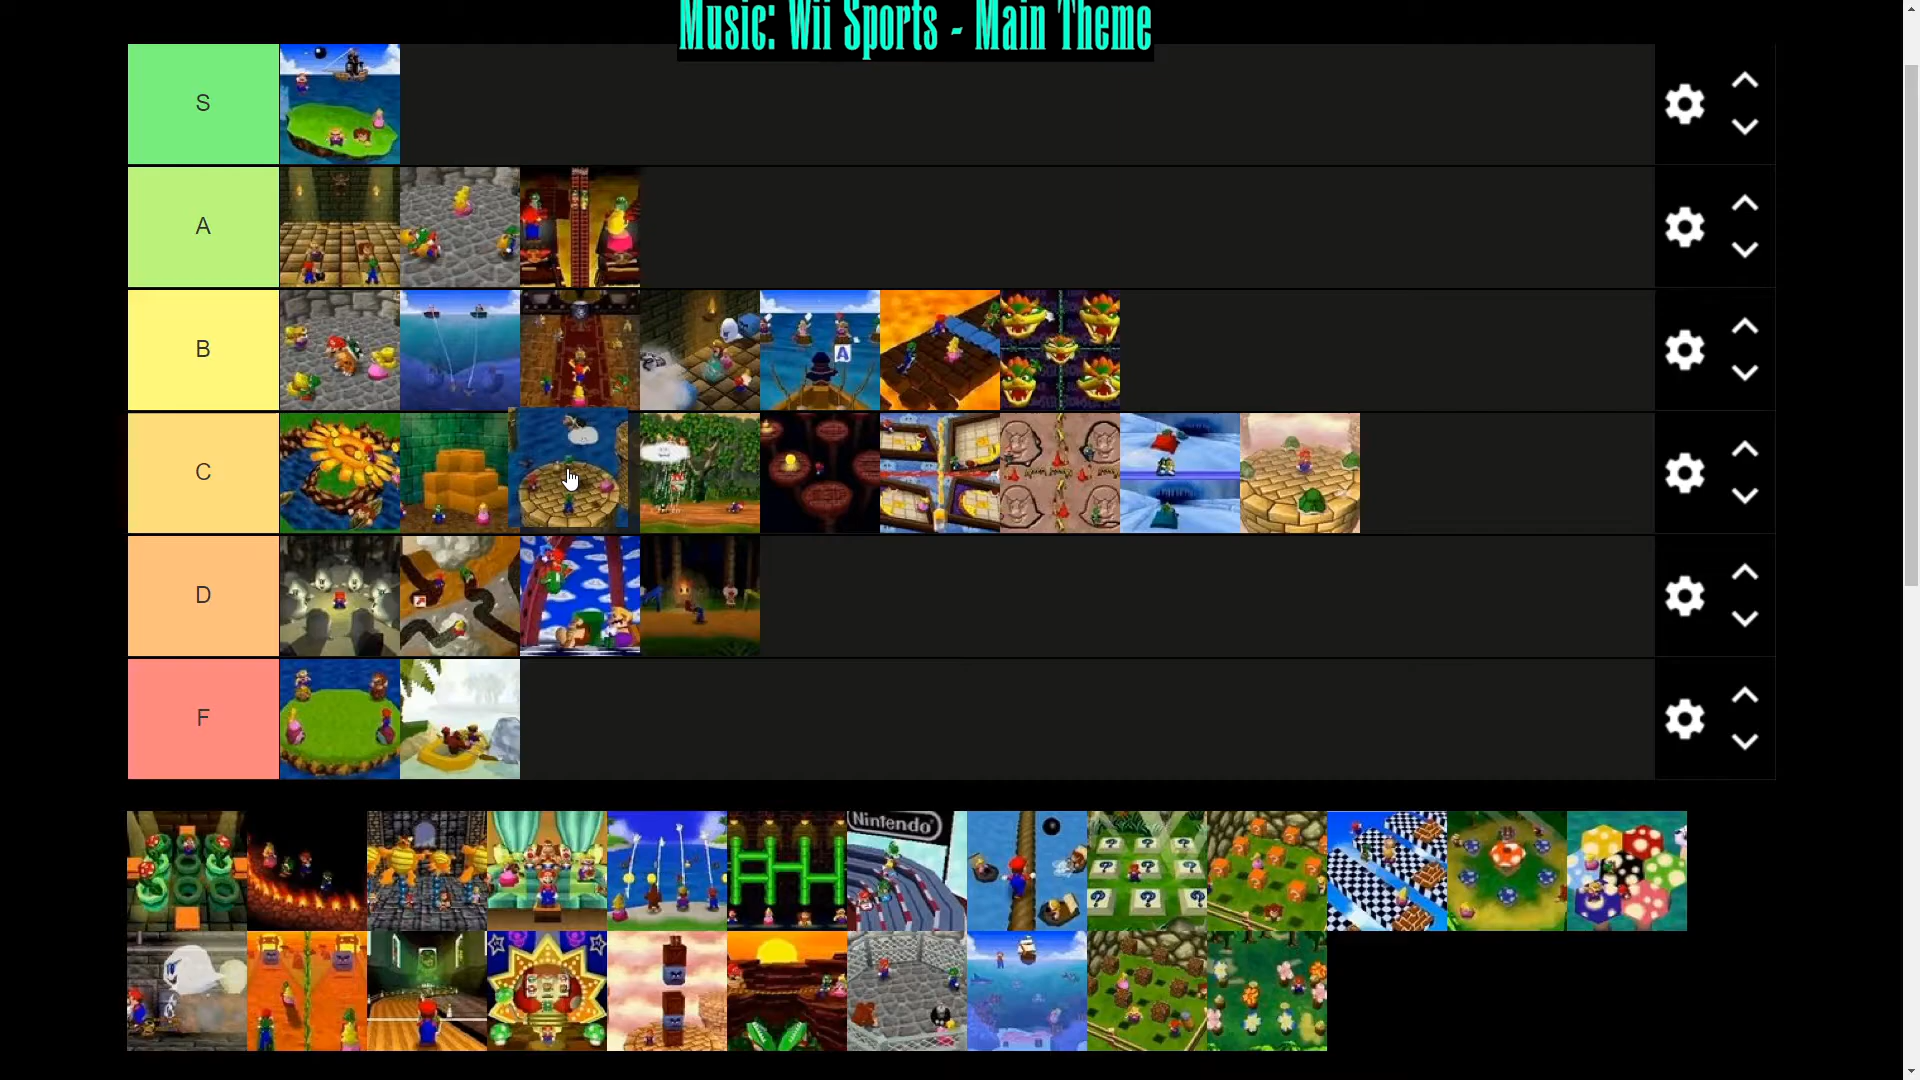 Music: Wii Sports - Main Theme
S
A
B
A
C
D
F
Nintendo
? ? ?
? ?
? ? ?